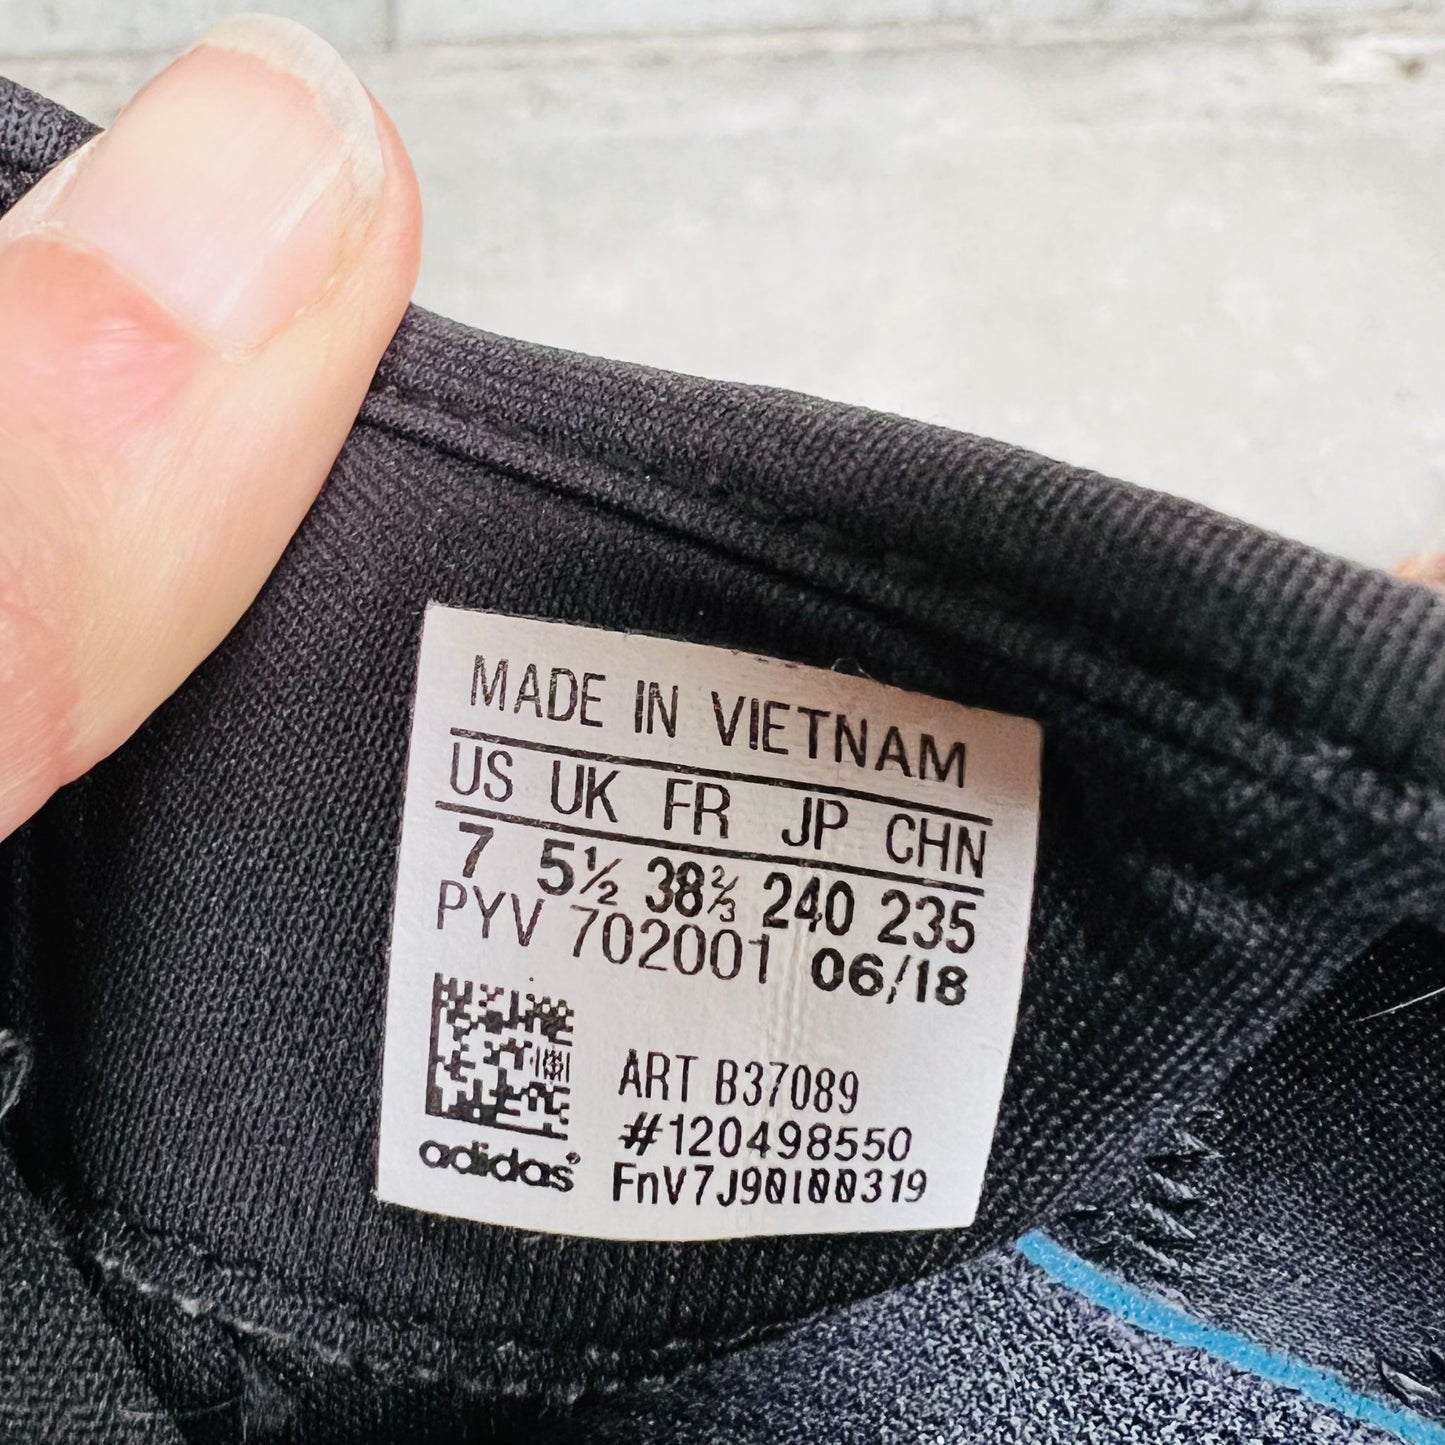 MADE IN VIETNAM
US UK FR JP CHN
7 5½ 38⅔ 240 235
PYV 702001 06/18
ART B37089
#120498550
FnV7J90100319
adidas®